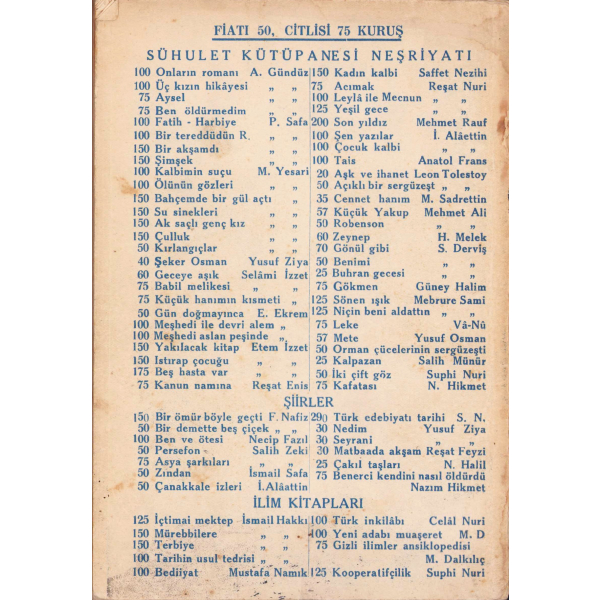 FİATI 50, CİTLİSİ 75 KURUŞ
SÜHULET KÜTÜPANESİ NEŞRİYATI
100 Onların romanı A. Gündüz
100 Üç kızın hikâyesi „ „
75 Aysel „ „
75 Ben öldürmedim „ „
100 Fatih - Harbiye P. Safa
100 Bir tereddüdün R. „ „
150 Bir akşamdı „ „
150 Şimşek „ „
100 Kalbimin suçu M. Yesari
100 Ölünün gözleri „ „
150 Bahçemde bir gül açtı „ „
150 Su sinekleri „ „
150 Ak saçlı genç kız „ „
150 Çulluk „ „
50 Kırlangıçlar „ „
40 Şeker Osman Yusuf Ziya
60 Geceye aşık Selâmi İzzet
75 Babil melikesi „ „
75 Küçük hanımın kısmeti „ „
50 Gün doğmayınca E. Ekrem
100 Meşhedi ile devri alem „ „
100 Meşhedi aslan peşinde „ „
150 Yakılacak kitap Etem İzzet
150 Istırap çocuğu „ „
175 Beş hasta var „ „
75 Kanun namına Reşat Enis
150 Kadın kalbi Saffet Nezihi
75 Acımak Reşat Nuri
100 Leylâ ile Mecnun „ „
125 Yeşil gece „ „
200 Son yıldız Mehmet Rauf
100 Şen yazılar İ. Alâettin
100 Çocuk kalbi „ „
100 Tais Anatol Frans
20 Aşk ve ihanet Leon Tolestoy
50 Açıklı bir sergüzeşt „ „
35 Cennet hanım M. Sadrettin
57 Küçük Yakup Mehmet Ali
50 Robenson „ „
60 Zeynep H. Melek
70 Gönül gibi S. Derviş
50 Benimi „ „
25 Buhran gecesi „ „
75 Gökmen Güney Halim
125 Sönen ışık Mebrure Sami
125 Niçin beni aldattın „ „
75 Leke Vâ-Nû
57 Mete Yusuf Osman
50 Orman çücelerinin sergüzeşti
25 Kalpazan Salih Münür
50 İki çift göz Suphi Nuri
75 Kafatası N. Hikmet
ŞİİRLER
150 Bir ömür böyle geçti F. Nafiz
50 Bir demette beş çiçek „ „
100 Ben ve ötesi Necip Fazıl
50 Persefon Salih Zeki
75 Asya şarkıları „ „
50 Zından İsmail Safa
50 Çanakkale izleri İ.Alâattin
290 Türk edebiyatı tarihi S. N.
30 Nedim Yusuf Ziya
30 Seyrani „ „
30 Matbaada akşam Reşat Feyzi
25 Çakıl taşları N. Halil
75 Benerci kendini nasıl öldürdü
Nazım Hikmet
İLİM KİTAPLARI
125 İçtimai mektep İsmail Hakkı
150 Mürebbilere „ „
150 Terbiye „ „
100 Tarihin usul tedrisi „ „
100 Bediiyat Mustafa Namık
100 Türk inkilâbı Celâl Nuri
100 Yeni adabı muaşeret M. D
75 Gizli ilimler ansiklopedisi
M. Dalkılıç
125 Kooperatifçilik Suphi Nuri